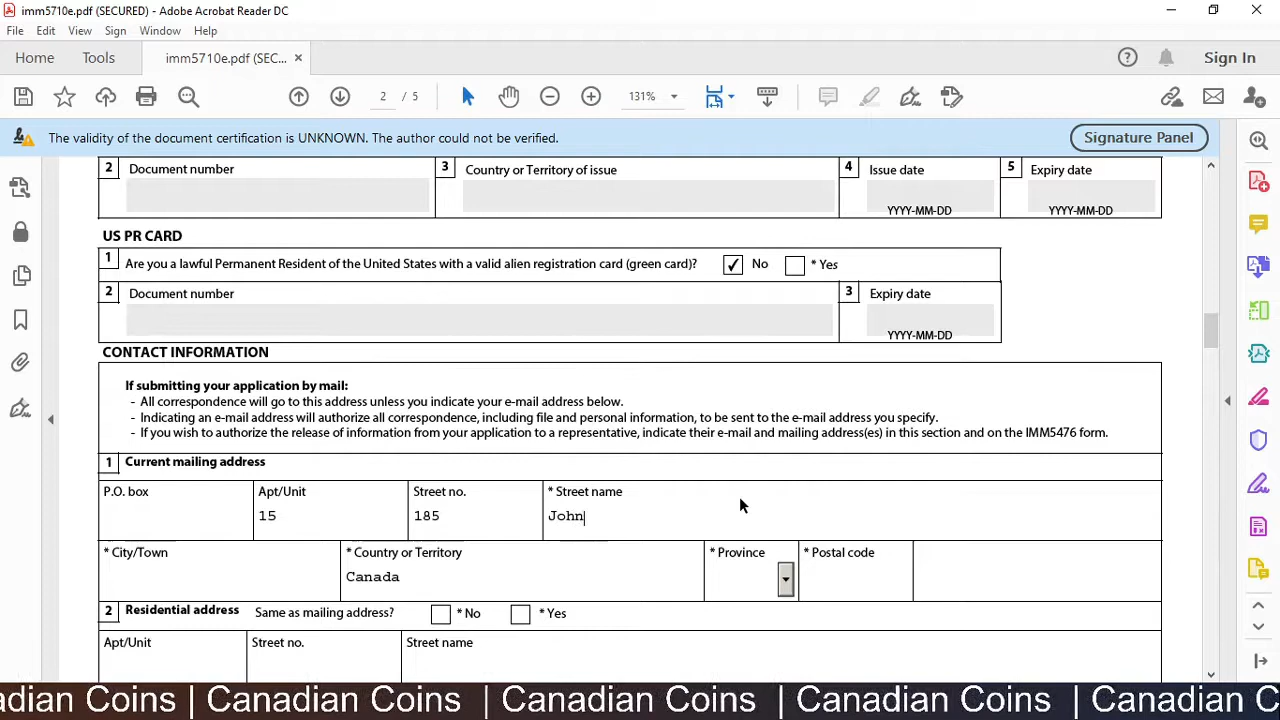 imm5710e.pdf (SECURED) - Adobe Acrobat Reader DC
File Edit View Sign Window Help
Home Tools imm5710e.pdf (SEC... × Sign In
2 / 5 131%
The validity of the document certification is UNKNOWN. The author could not be verified. Signature Panel
2 Document number 3 Country or Territory of issue 4 Issue date 5 Expiry date
YYYY-MM-DD YYYY-MM-DD
US PR CARD
1 Are you a lawful Permanent Resident of the United States with a valid alien registration card (green card)? ✓ No * Yes
2 Document number 3 Expiry date
YYYY-MM-DD
CONTACT INFORMATION
If submitting your application by mail:
- All correspondence will go to this address unless you indicate your e-mail address below.
- Indicating an e-mail address will authorize all correspondence, including file and personal information, to be sent to the e-mail address you specify.
- If you wish to authorize the release of information from your application to a representative, indicate their e-mail and mailing address(es) in this section and on the IMM5476 form.
1 Current mailing address
P.O. box Apt/Unit Street no. * Street name
15 185 John
* City/Town * Country or Territory * Province * Postal code
Canada
2 Residential address Same as mailing address? * No * Yes
Apt/Unit Street no. Street name
adian Coins | Canadian Coins | Canadian Coins | Canadian Coins | Canadian C